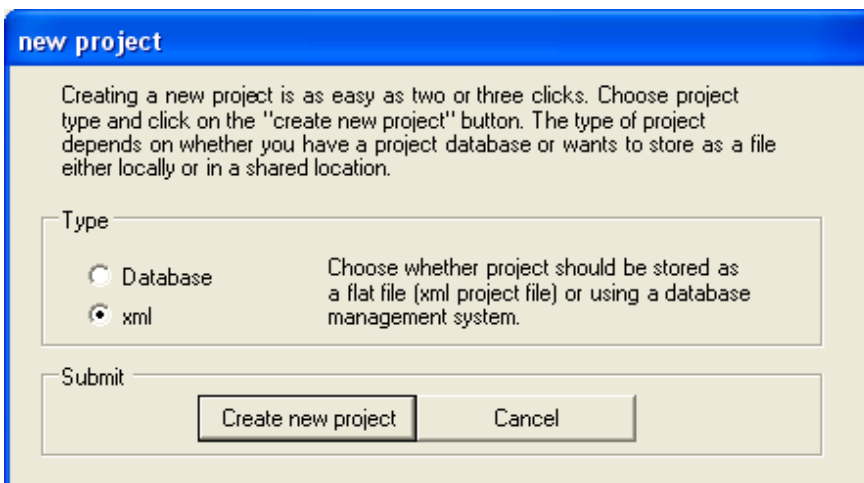 new project
Creating a new project is as easy as two or three clicks. Choose project
type and click on the "create new project" button. The type of project
depends on whether you have a project database or wants to store as a file
either locally or in a shared location.
Type
Database
xml
Choose whether project should be stored as
a flat file (xml project file) or using a database
management system.
Submit
Create new project
Cancel